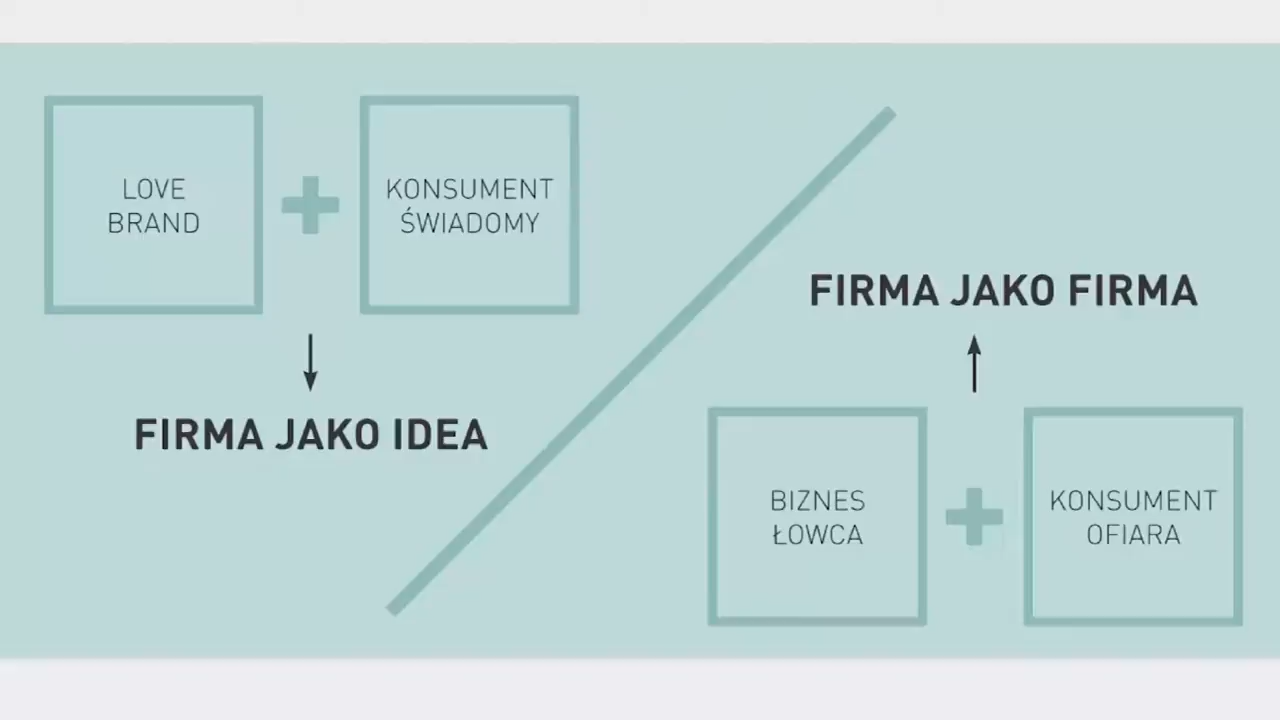 LOVE
BRAND
KONSUMENT
ŚWIADOMY
FIRMA JAKO IDEA
FIRMA JAKO FIRMA
BIZNES
ŁOWCA
KONSUMENT
OFIARA